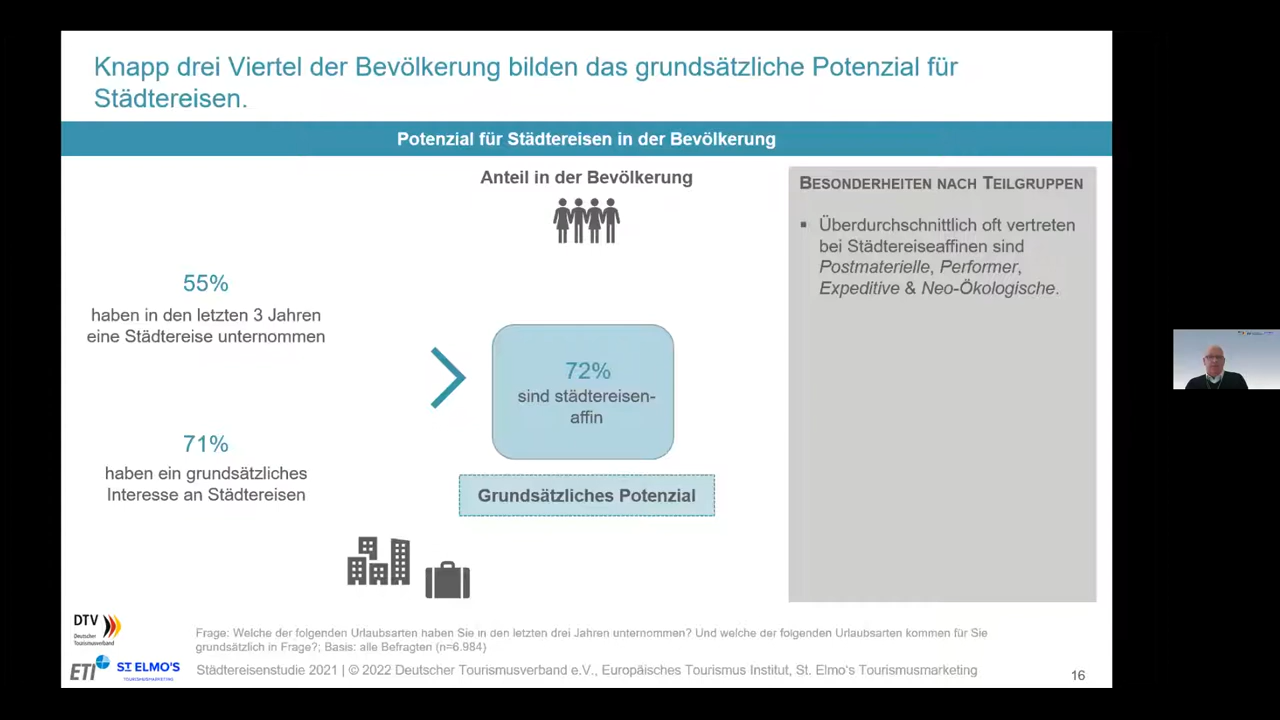 Knapp drei Viertel der Bevölkerung bilden das grundsätzliche Potenzial für
Städtereisen.
Potenzial für Städtereisen in der Bevölkerung
Anteil in der Bevölkerung
55%
haben in den letzten 3 Jahren
eine Städtereise unternommen
71%
haben ein grundsätzliches
Interesse an Städtereisen
72%
sind städtereisen-
affin
Grundsätzliches Potenzial
BESONDERHEITEN NACH TEILGRUPPEN
▪ Überdurchschnittlich oft vertreten
bei Städtereiseaffinen sind
Postmaterielle, Performer,
Expeditive & Neo-Ökologische.
DTV
Deutscher
Tourismusverband
ETI
ST ELMO'S
TOURISMUSMARKETING
Frage: Welche der folgenden Urlaubsarten haben Sie in den letzten drei Jahren unternommen? Und welche der folgenden Urlaubsarten kommen für Sie
grundsätzlich in Frage?; Basis: alle Befragten (n=6.984)
Städtereisenstudie 2021 | © 2022 Deutscher Tourismusverband e.V., Europäisches Tourismus Institut, St. Elmo's Tourismusmarketing
16